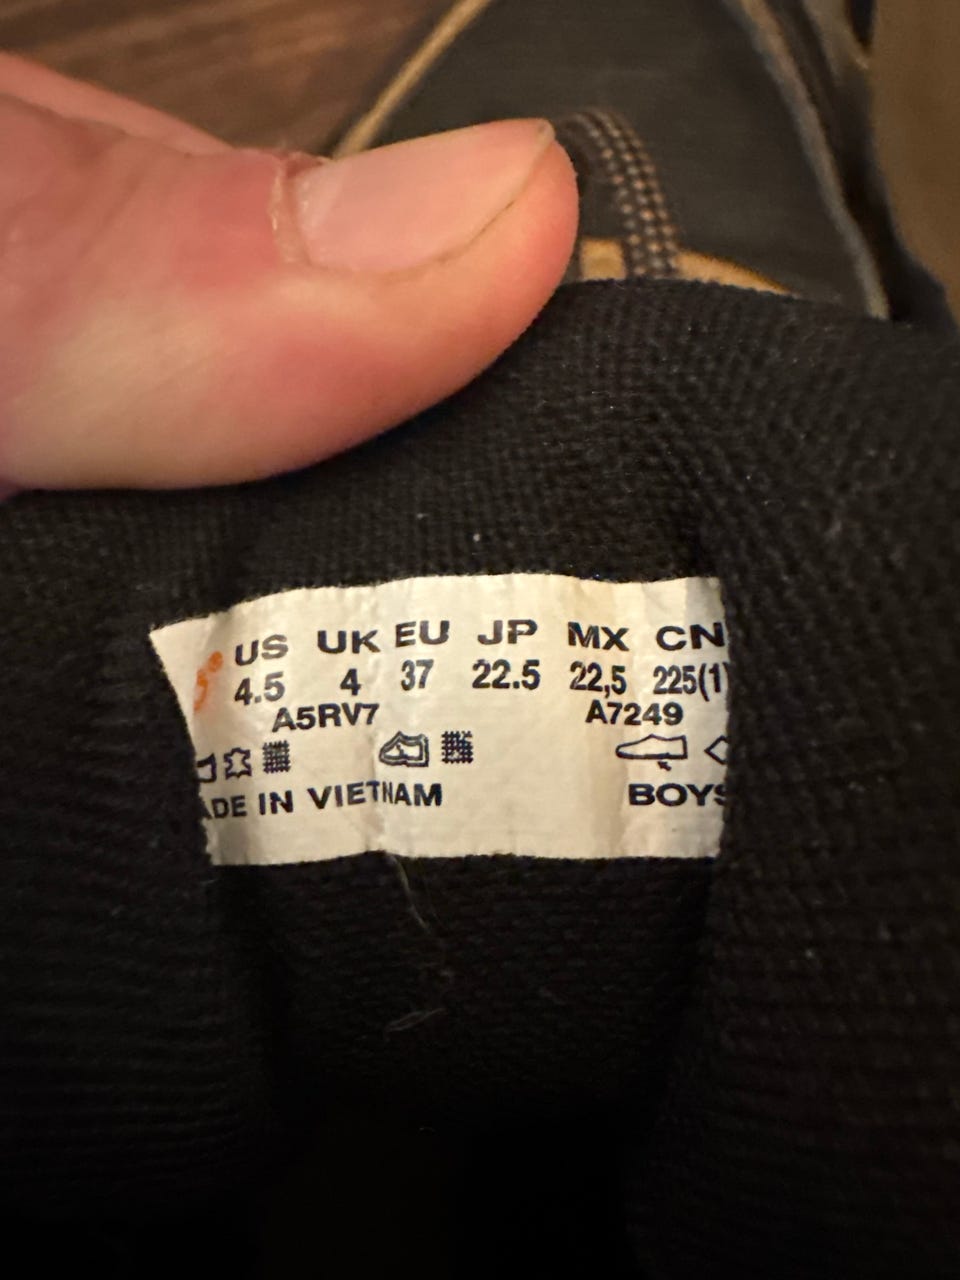 US UK EU JP MX CN
4.5 4 37 22.5 22,5 225(1
A5RV7 A7249
ADE IN VIETNAM BOYS